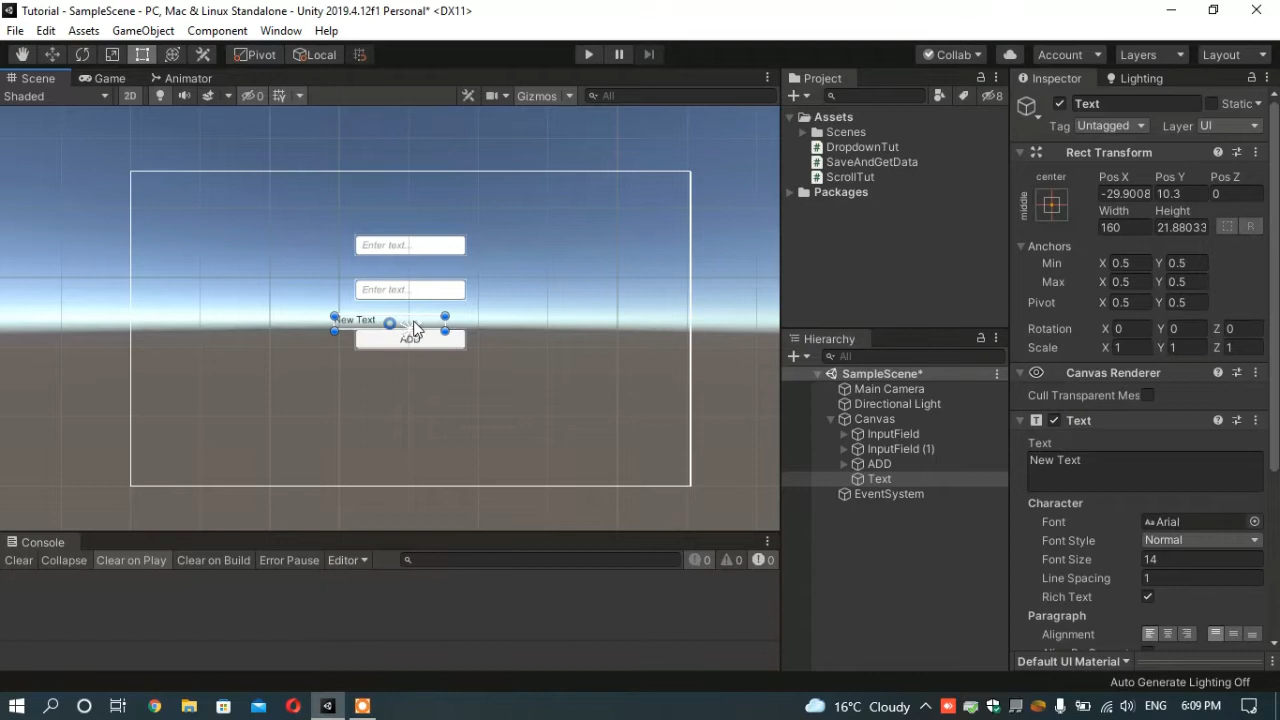 Tutorial - SampleScene - PC, Mac & Linux Standalone - Unity 2019.4.12f1 Personal* <DX11>
File Edit Assets GameObject Component Window Help
Pivot Local Collab Account Layers Layout
Scene Game Animator
Shaded 2D 0 Gizmos All
Enter text...
Enter text...
New Text
ADD
Console
Clear Collapse Clear on Play Clear on Build Error Pause Editor 0 0 0
Project
8
Assets
Scenes
DropdownTut
SaveAndGetData
ScrollTut
Packages
Hierarchy
All
SampleScene*
Main Camera
Directional Light
Canvas
InputField
InputField (1)
ADD
Text
EventSystem
Inspector Lighting
Text Static
Tag Untagged Layer UI
Rect Transform
center Pos X Pos Y Pos Z
middle -29.9008 10.3 0
Width Height
160 21.88033 R
Anchors
Min X 0.5 Y 0.5
Max X 0.5 Y 0.5
Pivot X 0.5 Y 0.5
Rotation X 0 Y 0 Z 0
Scale X 1 Y 1 Z 1
Canvas Renderer
Cull Transparent Mes
Text
Text
New Text
Character
Font Aa Arial
Font Style Normal
Font Size 14
Line Spacing 1
Rich Text
Paragraph
Alignment
Default UI Material
Auto Generate Lighting Off
16°C Cloudy ENG 6:09 PM